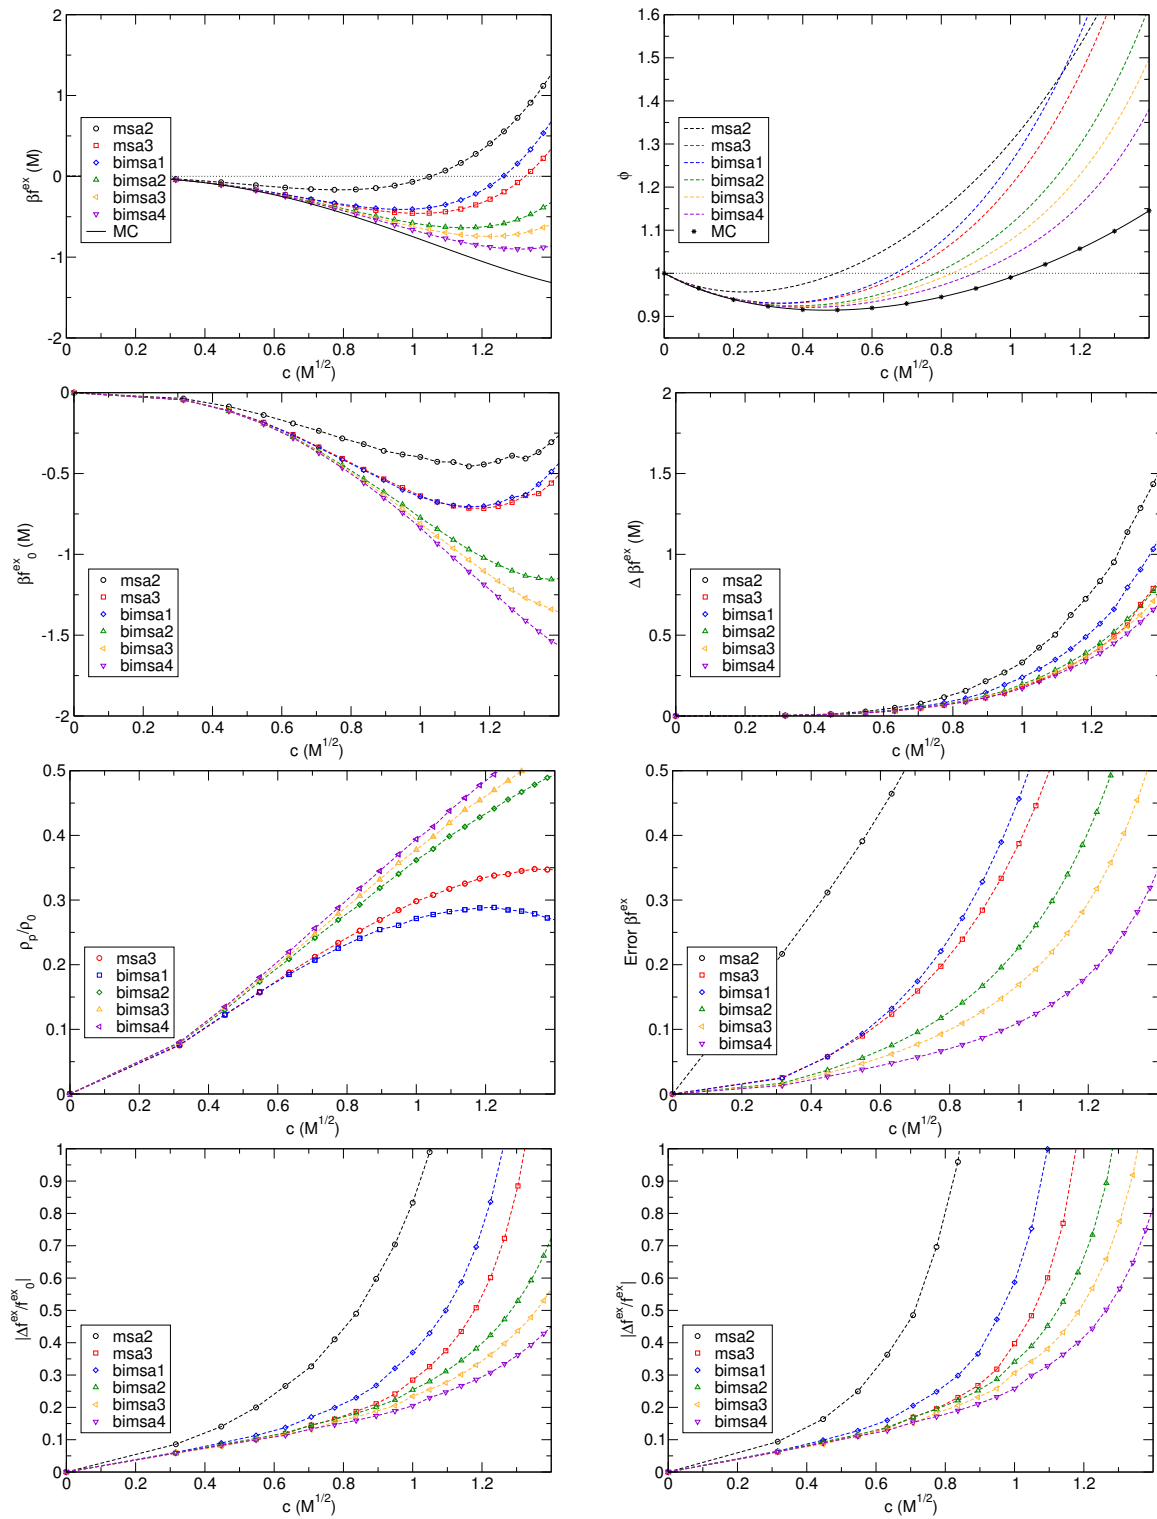 2
1
0
-1
-2
βf^ex (M)
msa2
msa3
bimsa1
bimsa2
bimsa3
bimsa4
MC
0 0.2 0.4 0.6 0.8 1 1.2
c (M^1/2)
1.6
1.5
1.4
1.3
1.2
1.1
1
0.9
ϕ
msa2
msa3
bimsa1
bimsa2
bimsa3
bimsa4
MC
0 0.2 0.4 0.6 0.8 1 1.2
c (M^1/2)
0
-0.5
-1
-1.5
-2
βf^ex_0 (M)
msa2
msa3
bimsa1
bimsa2
bimsa3
bimsa4
0 0.2 0.4 0.6 0.8 1 1.2
c (M^1/2)
2
1.5
1
0.5
0
Δ βf^ex (M)
msa2
msa3
bimsa1
bimsa2
bimsa3
bimsa4
0 0.2 0.4 0.6 0.8 1 1.2
c (M^1/2)
0.5
0.4
0.3
0.2
0.1
0
ρ_p/ρ_0
msa3
bimsa1
bimsa2
bimsa3
bimsa4
0 0.2 0.4 0.6 0.8 1 1.2
c (M^1/2)
0.5
0.4
0.3
0.2
0.1
0
Error βf^ex
msa2
msa3
bimsa1
bimsa2
bimsa3
bimsa4
0 0.2 0.4 0.6 0.8 1 1.2
c (M^1/2)
1
0.9
0.8
0.7
0.6
0.5
0.4
0.3
0.2
0.1
0
|Δf^ex/f^ex_0|
msa2
msa3
bimsa1
bimsa2
bimsa3
bimsa4
0 0.2 0.4 0.6 0.8 1 1.2
c (M^1/2)
1
0.9
0.8
0.7
0.6
0.5
0.4
0.3
0.2
0.1
0
|Δf^ex/f^ex|
msa2
msa3
bimsa1
bimsa2
bimsa3
bimsa4
0 0.2 0.4 0.6 0.8 1 1.2
c (M^1/2)